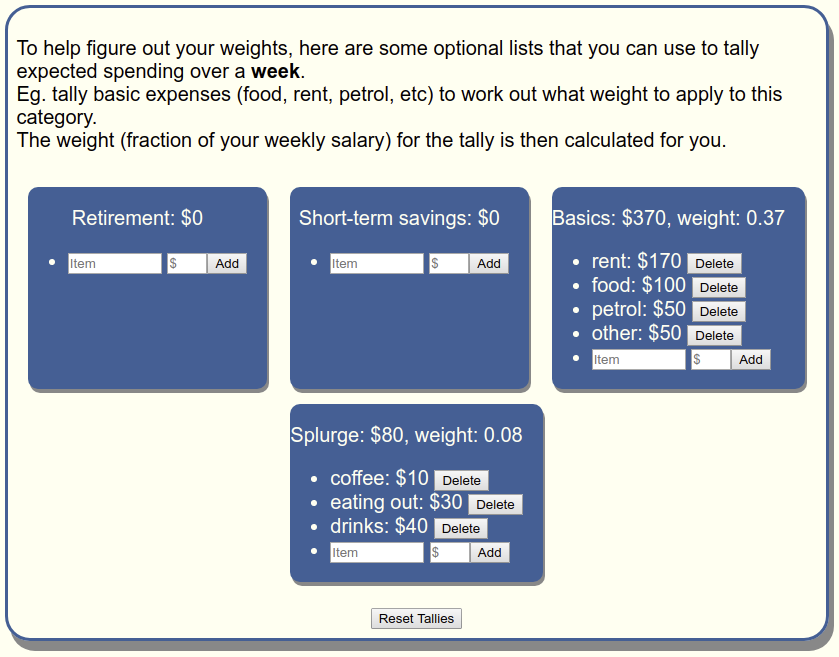 To help figure out your weights, here are some optional lists that you can use to tally
expected spending over a week.
Eg. tally basic expenses (food, rent, petrol, etc) to work out what weight to apply to this
category.
The weight (fraction of your weekly salary) for the tally is then calculated for you.
Retirement: $0
Item $ Add
Short-term savings: $0
Item $ Add
Basics: $370, weight: 0.37
rent: $170 Delete
food: $100 Delete
petrol: $50 Delete
other: $50 Delete
Item $ Add
Splurge: $80, weight: 0.08
coffee: $10 Delete
eating out: $30 Delete
drinks: $40 Delete
Item $ Add
Reset Tallies